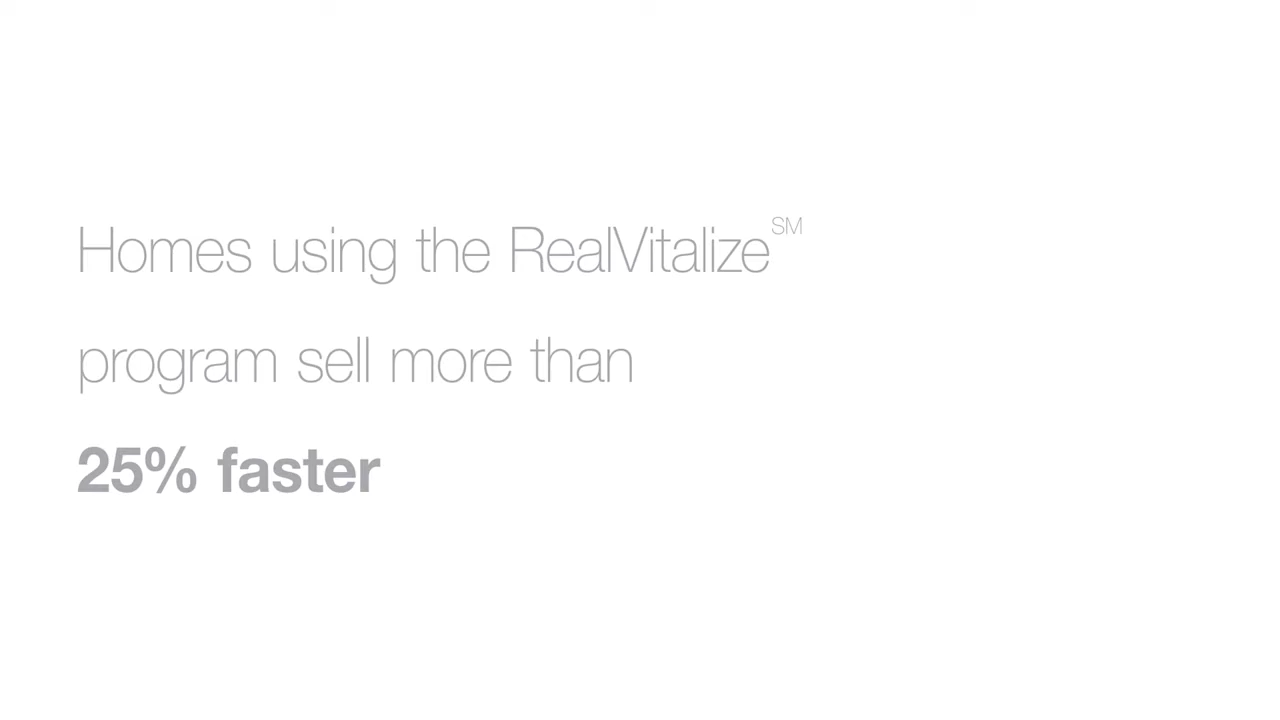 Homes using the RealVitalize℠
program sell more than
25% faster